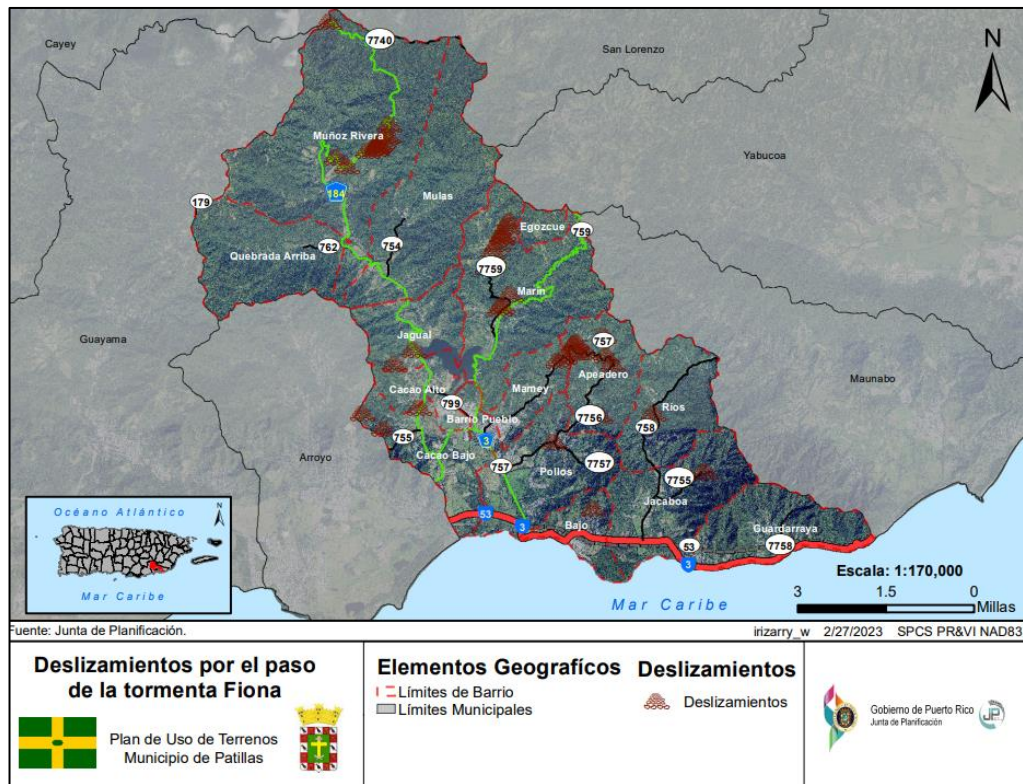 Cayey
San Lorenzo
7740
N
Muñoz Rivera
Yabucoa
184
179
Mulas
Egozcue
759
762
754
Quebrada Arriba
7759
Marín
Guayama
Jagual
757
Mamey
Apeadero
Maunabo
Cacao Alto
799
Barrio Pueblo
7756
Ríos
758
3
755
Arroyo
Cacao Bajo
757
Pollos
7757
7755
Jacaboa
53
3
Bajo
Guardarraya
53
7758
3
Océano Atlántico
N
Mar Caribe
Mar Caribe
Escala: 1:170,000
3 1.5 0
Millas
Fuente: Junta de Planificación.
irizarry_w 2/27/2023 SPCS PR&VI NAD83
Deslizamientos por el paso
de la tormenta Fiona
Plan de Uso de Terrenos
Municipio de Patillas
Elementos Geografícos
Límites de Barrio
Límites Municipales
Deslizamientos
Deslizamientos
Gobierno de Puerto Rico
Junta de Planificación
JP